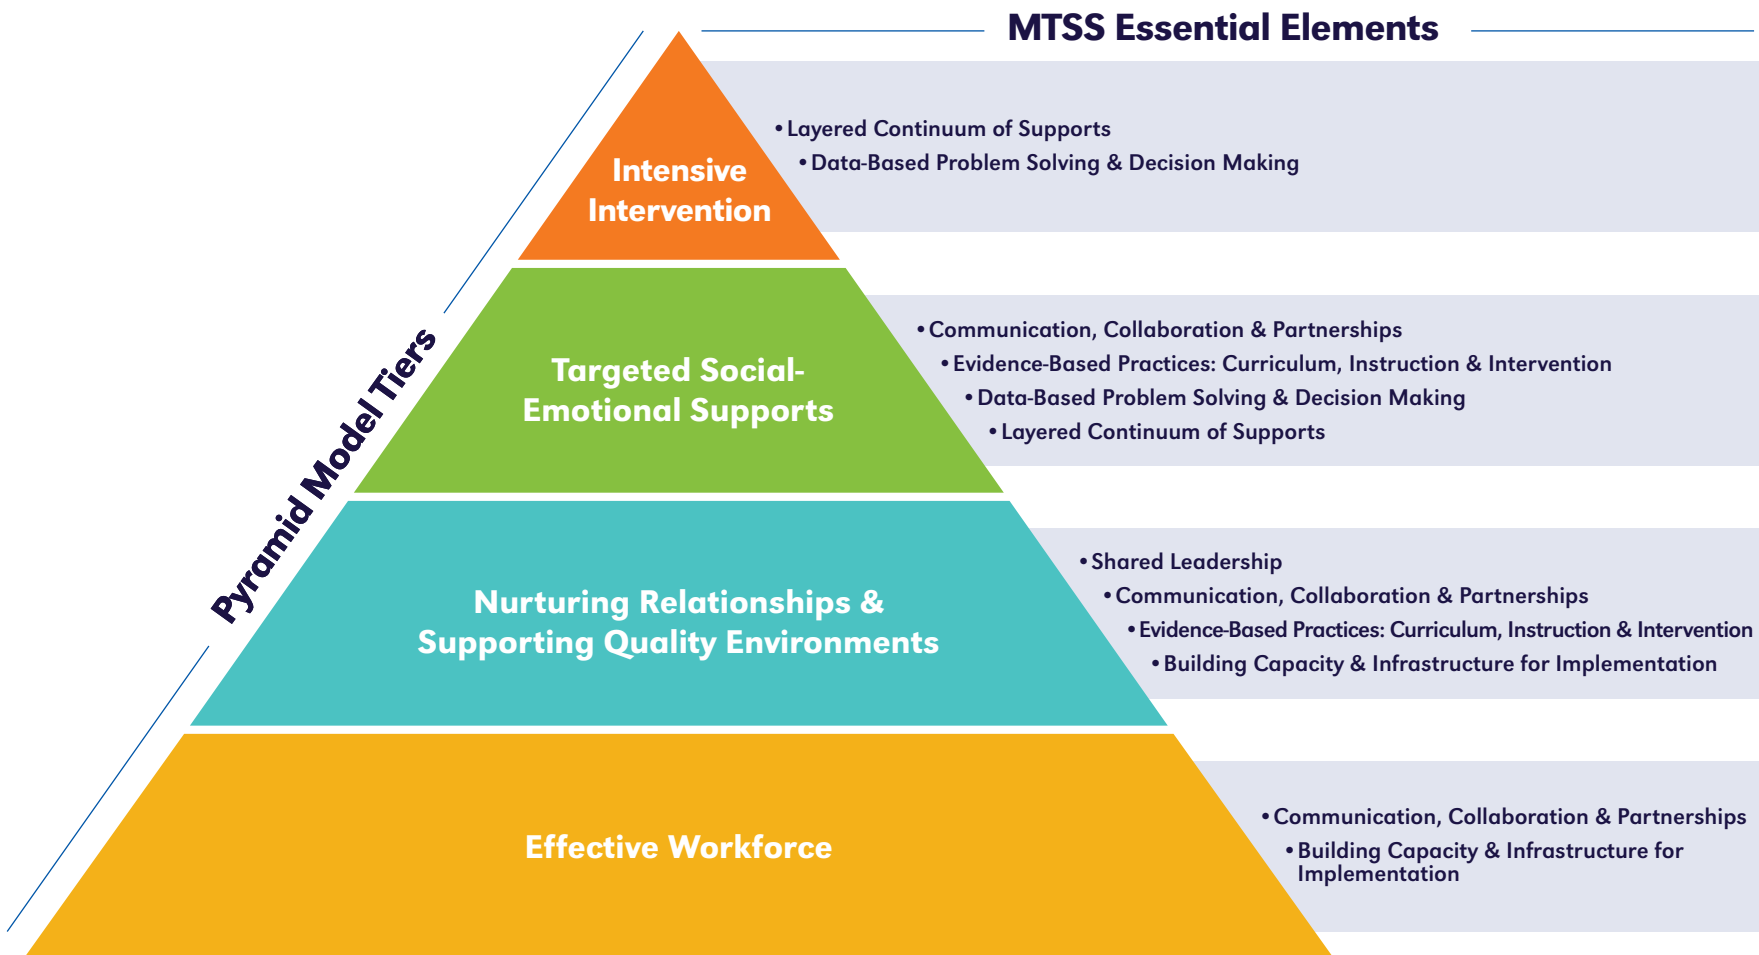 MTSS Essential Elements
Pyramid Model Tiers
Intensive
Intervention
•Layered Continuum of Supports
•Data-Based Problem Solving & Decision Making
Targeted Social-
Emotional Supports
•Communication, Collaboration & Partnerships
•Evidence-Based Practices: Curriculum, Instruction & Intervention
•Data-Based Problem Solving & Decision Making
•Layered Continuum of Supports
Nurturing Relationships &
Supporting Quality Environments
•Shared Leadership
•Communication, Collaboration & Partnerships
•Evidence-Based Practices: Curriculum, Instruction & Intervention
•Building Capacity & Infrastructure for Implementation
Effective Workforce
•Communication, Collaboration & Partnerships
•Building Capacity & Infrastructure for
Implementation